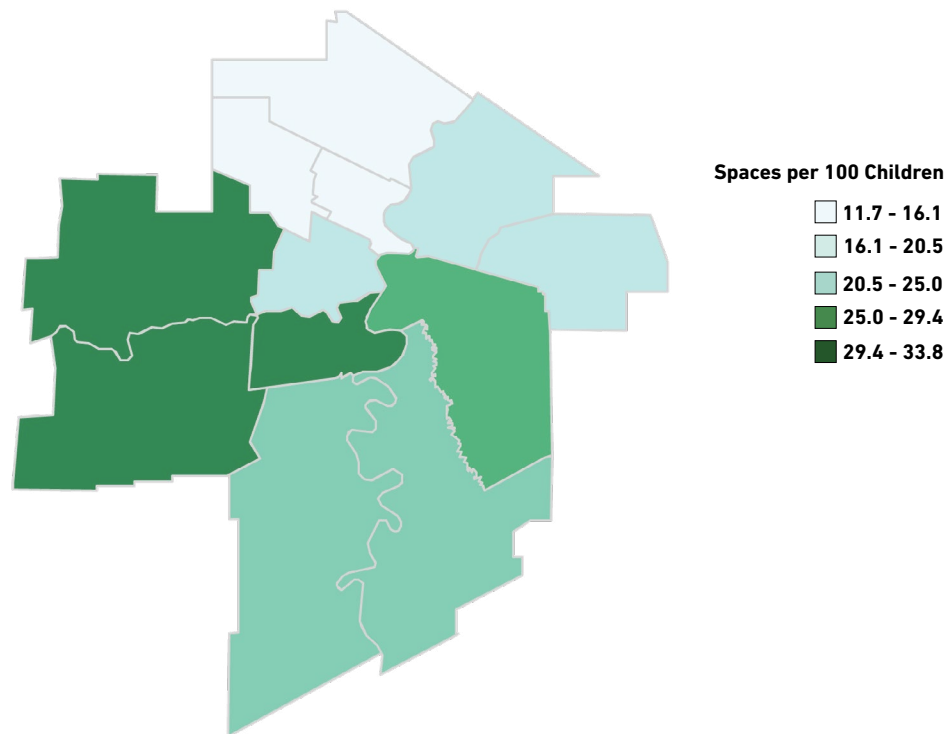 Spaces per 100 Children
11.7 - 16.1
16.1 - 20.5
20.5 - 25.0
25.0 - 29.4
29.4 - 33.8